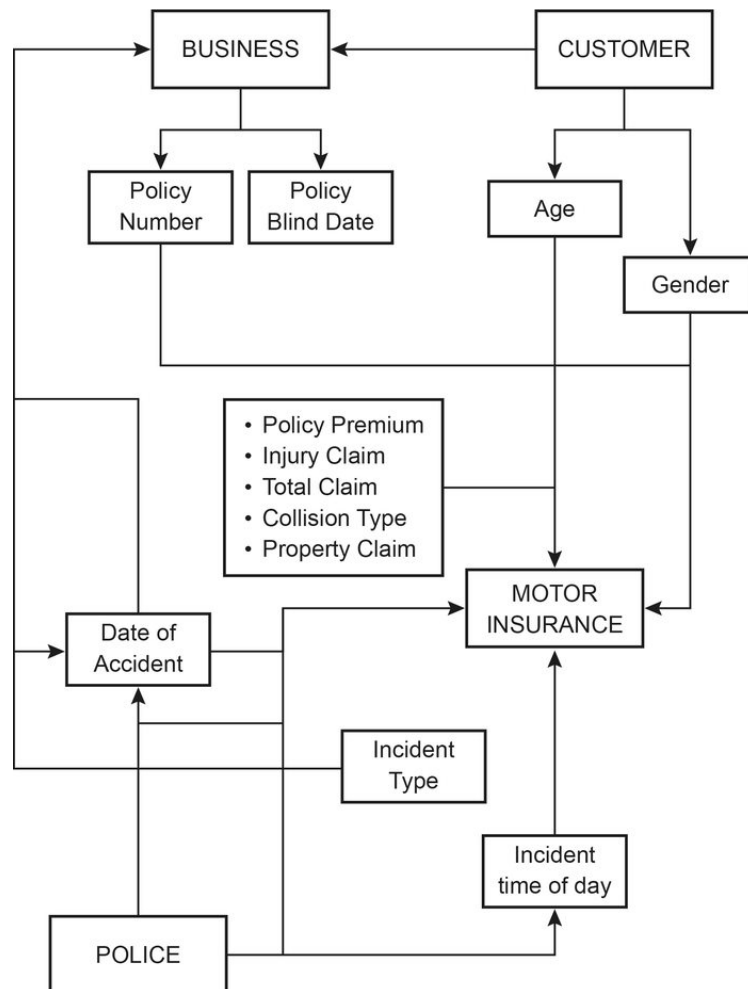 BUSINESS
CUSTOMER
Policy
Number
Policy
Blind Date
Age
Gender
• Policy Premium
• Injury Claim
• Total Claim
• Collision Type
• Property Claim
MOTOR
INSURANCE
Date of
Accident
Incident
Type
Incident
time of day
POLICE